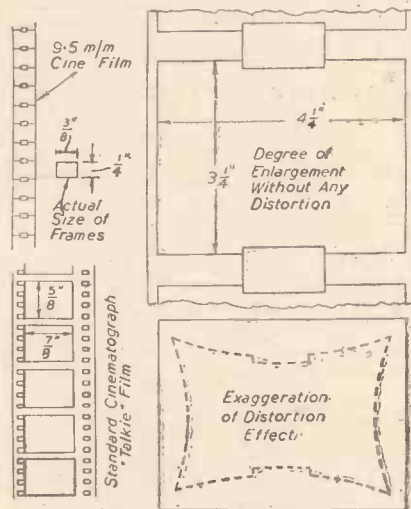 9.5 m/m
Cine Film
3/8"
1/4"
Actual
Size of
Frames
4 1/4"
3 1/4"
Degree of
Enlargement
Without Any
Distortion
5/8"
7/8"
Standard Cinematograph
"Talkie" Film
Exaggeration
of Distortion
Effect